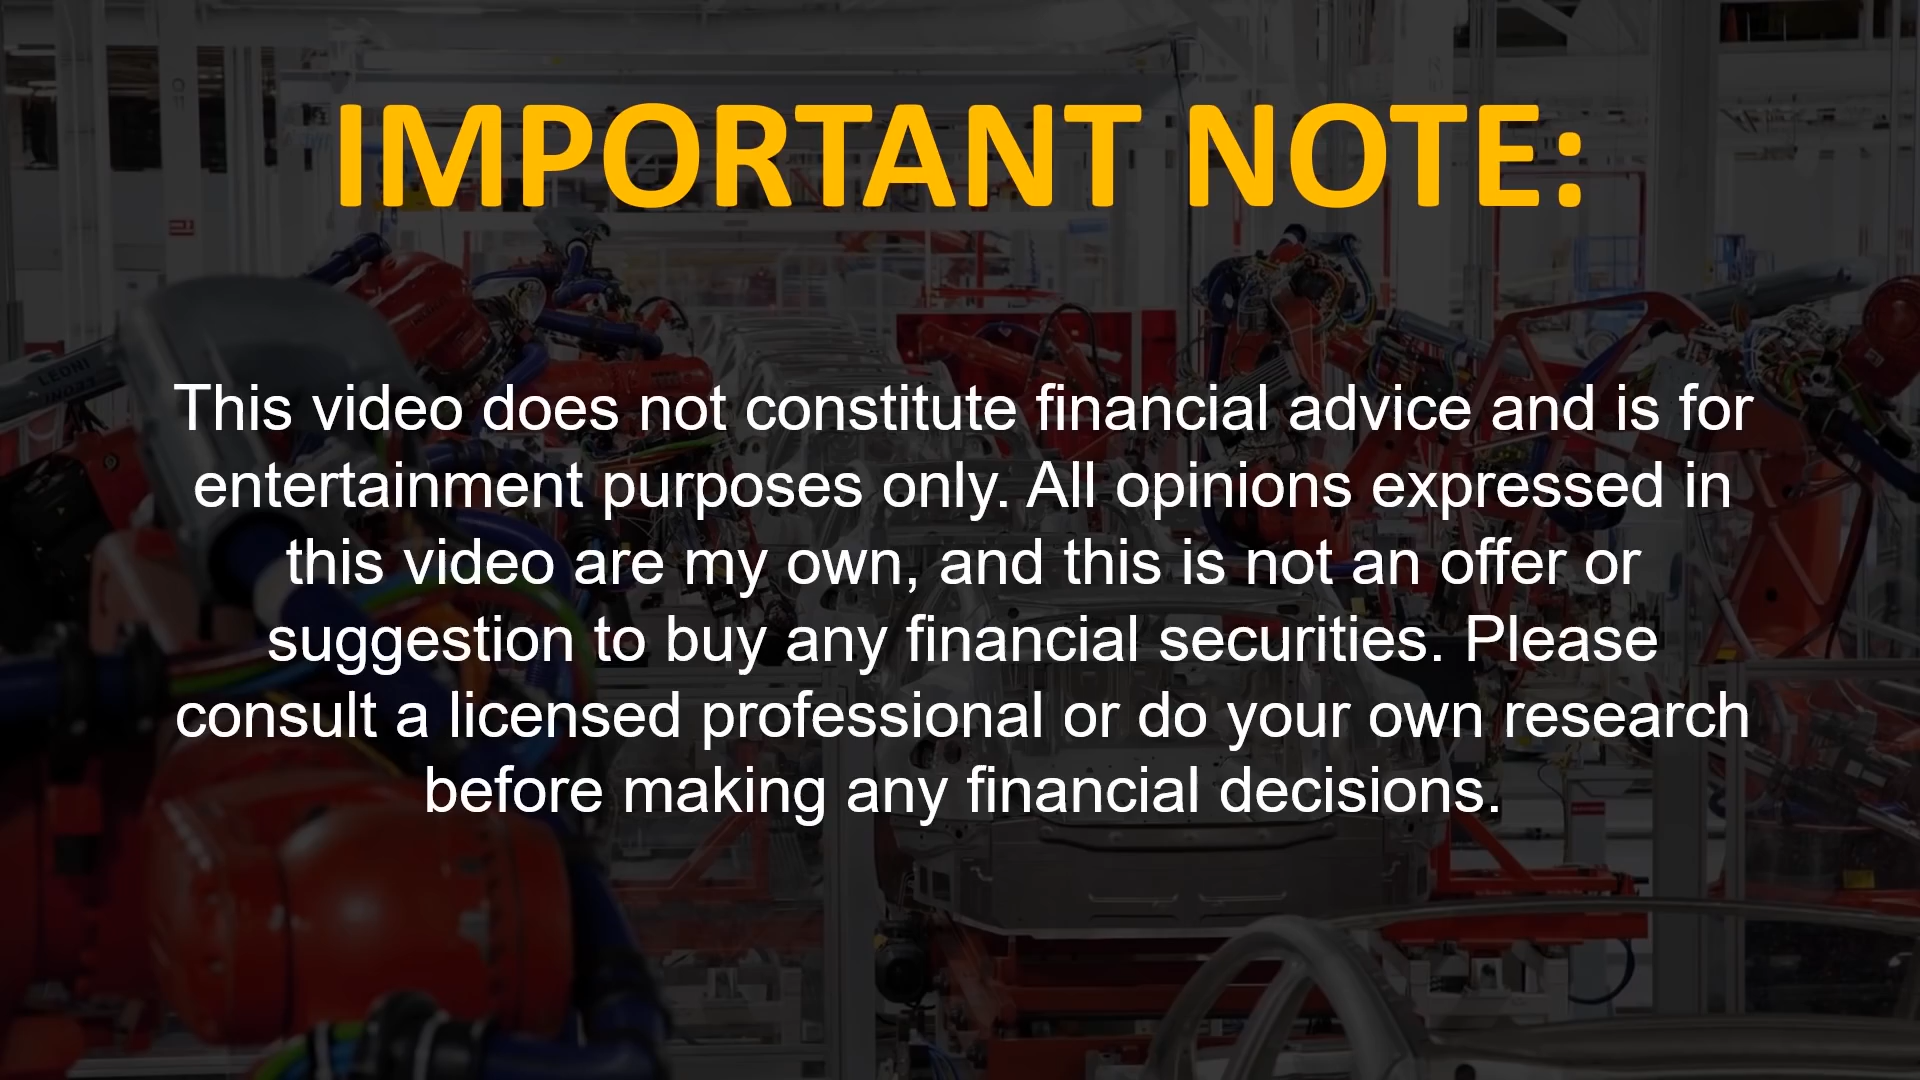 IMPORTANT NOTE:
This video does not constitute financial advice and is for
entertainment purposes only. All opinions expressed in
this video are my own, and this is not an offer or
suggestion to buy any financial securities. Please
consult a licensed professional or do your own research
before making any financial decisions.
LEONI